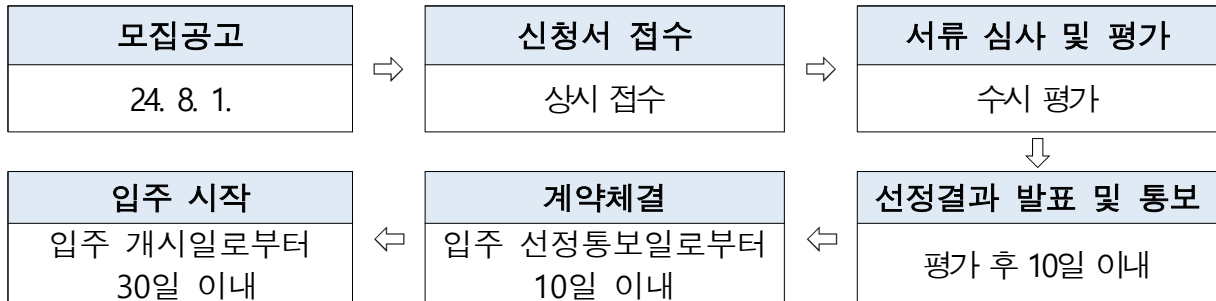 모집공고
24. 8. 1.
⇨
신청서 접수
상시 접수
⇨
서류 심사 및 평가
수시 평가
⇩
선정결과 발표 및 통보
평가 후 10일 이내
⇦
계약체결
입주 선정통보일로부터
10일 이내
⇦
입주 시작
입주 개시일로부터
30일 이내